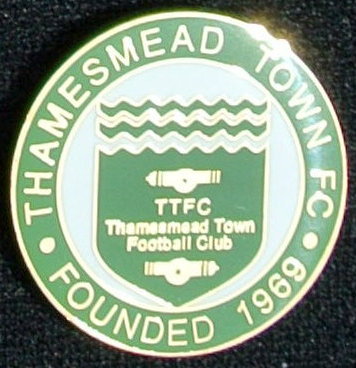 THAMESMEAD TOWN FC
TTFC
Thamesmead Town
Football Club
• FOUNDED 1969 •